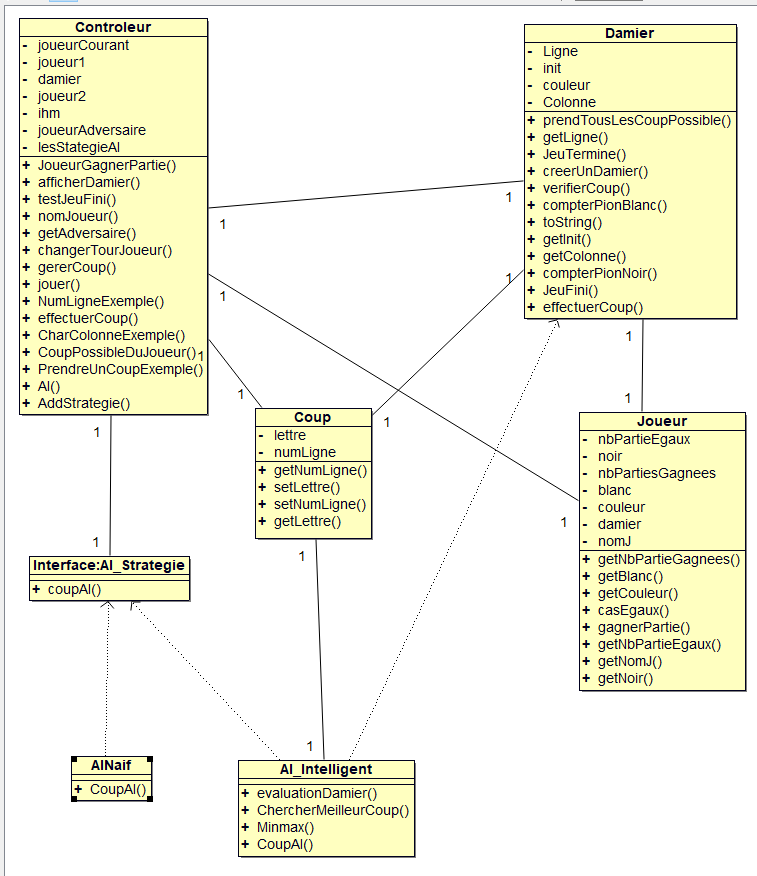 Controleur
- joueurCourant
- joueur1
- damier
- joueur2
- ihm
- joueurAdversaire
- lesStategieAI
+ JoueurGagnerPartie()
+ afficherDamier()
+ testJeuFini()
+ nomJoueur()
+ getAdversaire()
+ changerTourJoueur()
+ gererCoup()
+ jouer()
+ NumLigneExemple()
+ effectuerCoup()
+ CharColonneExemple()
+ CoupPossibleDuJoueur()
+ PrendreUnCoupExemple()
+ AI()
+ AddStrategie()
Damier
- Ligne
- init
- couleur
- Colonne
+ prendTousLesCoupPossible()
+ getLigne()
+ JeuTermine()
+ creerUnDamier()
+ verifierCoup()
+ compterPionBlanc()
+ toString()
+ getInit()
+ getColonne()
+ compterPionNoir()
+ JeuFini()
+ effectuerCoup()
1
1
1
1
1
1
1
1
1
1
1
1
1
1
Coup
- lettre
- numLigne
+ getNumLigne()
+ setLettre()
+ setNumLigne()
+ getLettre()
Joueur
- nbPartieEgaux
- noir
- nbPartiesGagnees
- blanc
- couleur
- damier
- nomJ
+ getNbPartieGagnees()
+ getBlanc()
+ getCouleur()
+ casEgaux()
+ gagnerPartie()
+ getNbPartieEgaux()
+ getNomJ()
+ getNoir()
Interface:AI_Strategie
+ coupAI()
AINaif
+ CoupAI()
AI_Intelligent
+ evaluationDamier()
+ ChercherMeilleurCoup()
+ Minmax()
+ CoupAI()